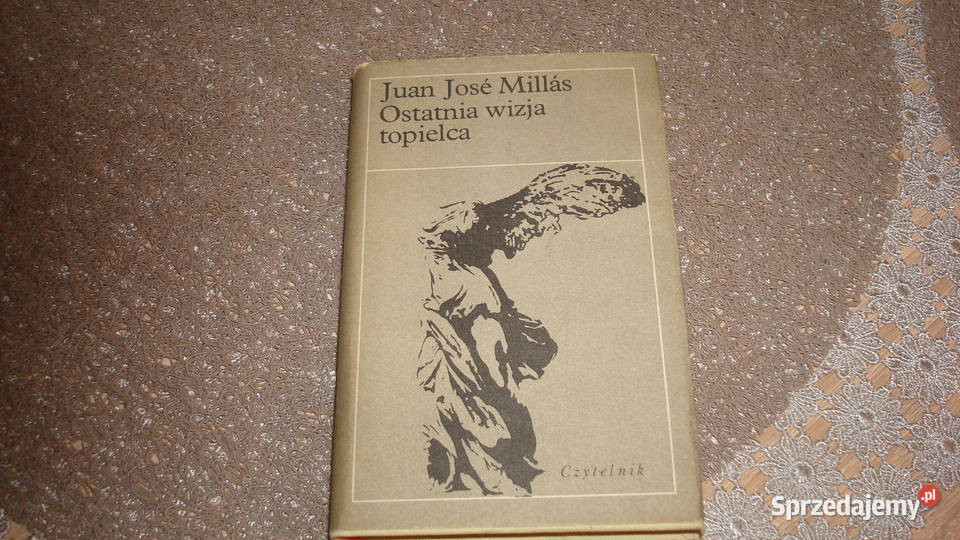 Juan José Millás
Ostatnia wizja
topielca
Czytelnik
Sprzedajemy.pl